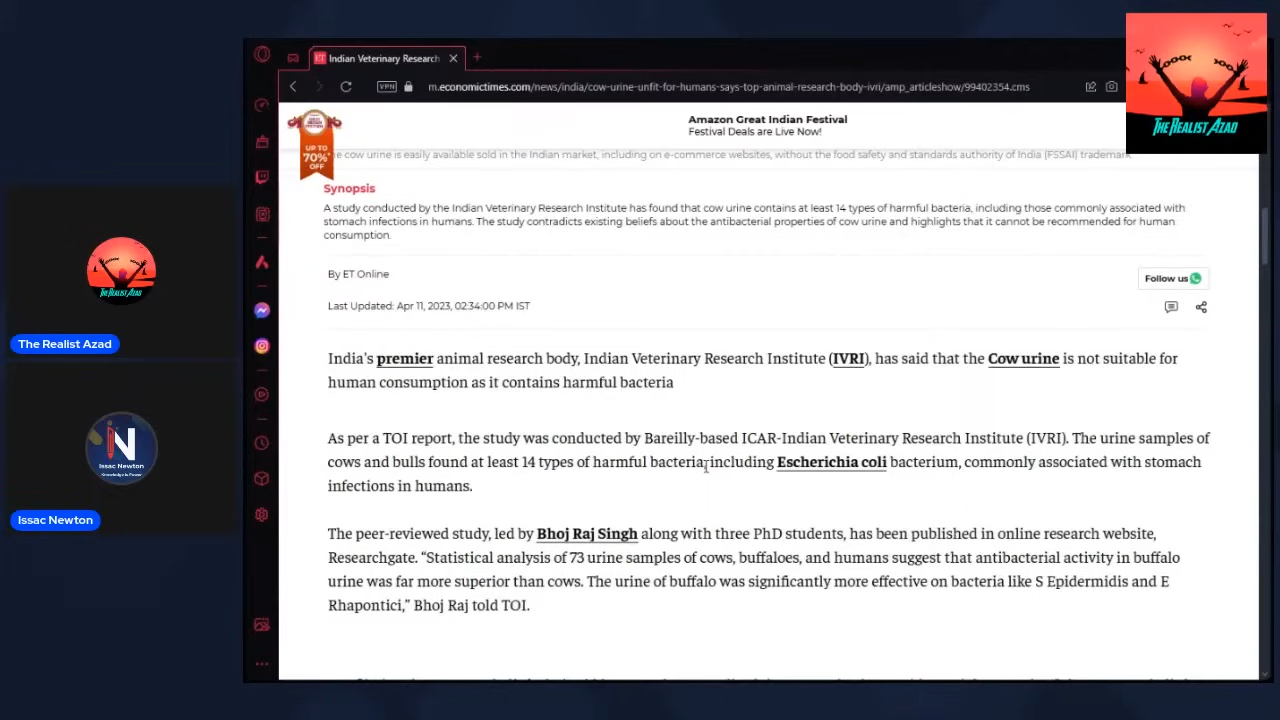 Indian Veterinary Research
VPN
m.economictimes.com/news/india/cow-urine-unfit-for-humans-says-top-animal-research-body-ivri/amp_articleshow/99402354.cms
THE REALIST AZAD
UP TO
70%*
OFF
Amazon Great Indian Festival
Festival Deals are Live Now!
cow urine is easily available sold in the Indian market, including on e-commerce websites, without the food safety and standards authority of India (FSSAI) trademark
Synopsis
A study conducted by the Indian Veterinary Research Institute has found that cow urine contains at least 14 types of harmful bacteria, including those commonly associated with
stomach infections in humans. The study contradicts existing beliefs about the antibacterial properties of cow urine and highlights that it cannot be recommended for human
consumption.
By ET Online
Follow us
Last Updated: Apr 11, 2023, 02:34:00 PM IST
India's premier animal research body, Indian Veterinary Research Institute (IVRI), has said that the Cow urine is not suitable for
human consumption as it contains harmful bacteria
As per a TOI report, the study was conducted by Bareilly-based ICAR-Indian Veterinary Research Institute (IVRI). The urine samples of
cows and bulls found at least 14 types of harmful bacteria including Escherichia coli bacterium, commonly associated with stomach
infections in humans.
The peer-reviewed study, led by Bhoj Raj Singh along with three PhD students, has been published in online research website,
Researchgate. “Statistical analysis of 73 urine samples of cows, buffaloes, and humans suggest that antibacterial activity in buffalo
urine was far more superior than cows. The urine of buffalo was significantly more effective on bacteria like S Epidermidis and E
Rhapontici,” Bhoj Raj told TOI.
THE REALIST AZAD
The Realist Azad
N
Issac Newton
Knowledge is Power
Issac Newton